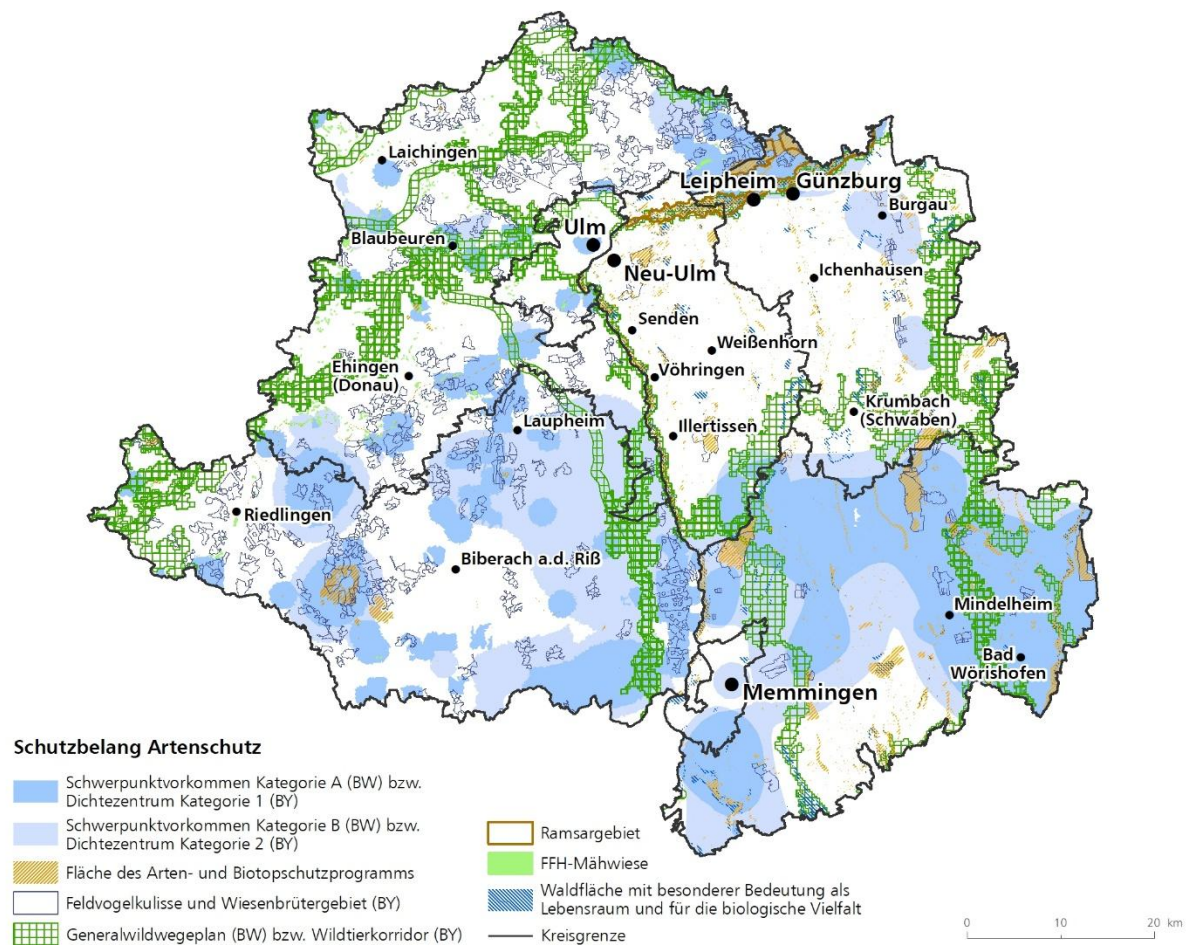 Laichingen
Leipheim
Günzburg
Burgau
Ulm
Blaubeuren
Neu-Ulm
Ichenhausen
Senden
Weißenhorn
Ehingen
(Donau)
Vöhringen
Krumbach
(Schwaben)
Laupheim
Illertissen
Riedlingen
Biberach a.d. Riß
Mindelheim
Bad
Wörishofen
Memmingen
Schutzbelang Artenschutz
Schwerpunktvorkommen Kategorie A (BW) bzw.
Dichtezentrum Kategorie 1 (BY)
Schwerpunktvorkommen Kategorie B (BW) bzw.
Dichtezentrum Kategorie 2 (BY)
Fläche des Arten- und Biotopschutzprogramms
Feldvogelkulisse und Wiesenbrütergebiet (BY)
Generalwildwegeplan (BW) bzw. Wildtierkorridor (BY)
Ramsargebiet
FFH-Mähwiese
Waldfläche mit besonderer Bedeutung als
Lebensraum und für die biologische Vielfalt
Kreisgrenze
0 10 20 km